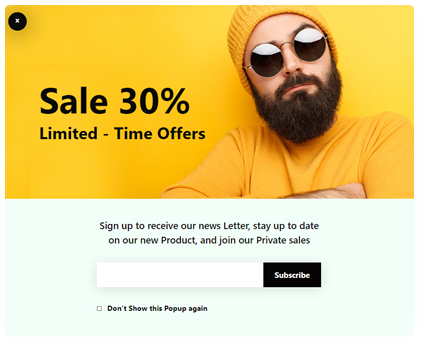 x
Sale 30%
Limited - Time Offers
Sign up to receive our news Letter, stay up to date
on our new Product, and join our Private sales
Subscribe
Don't Show this Popup again